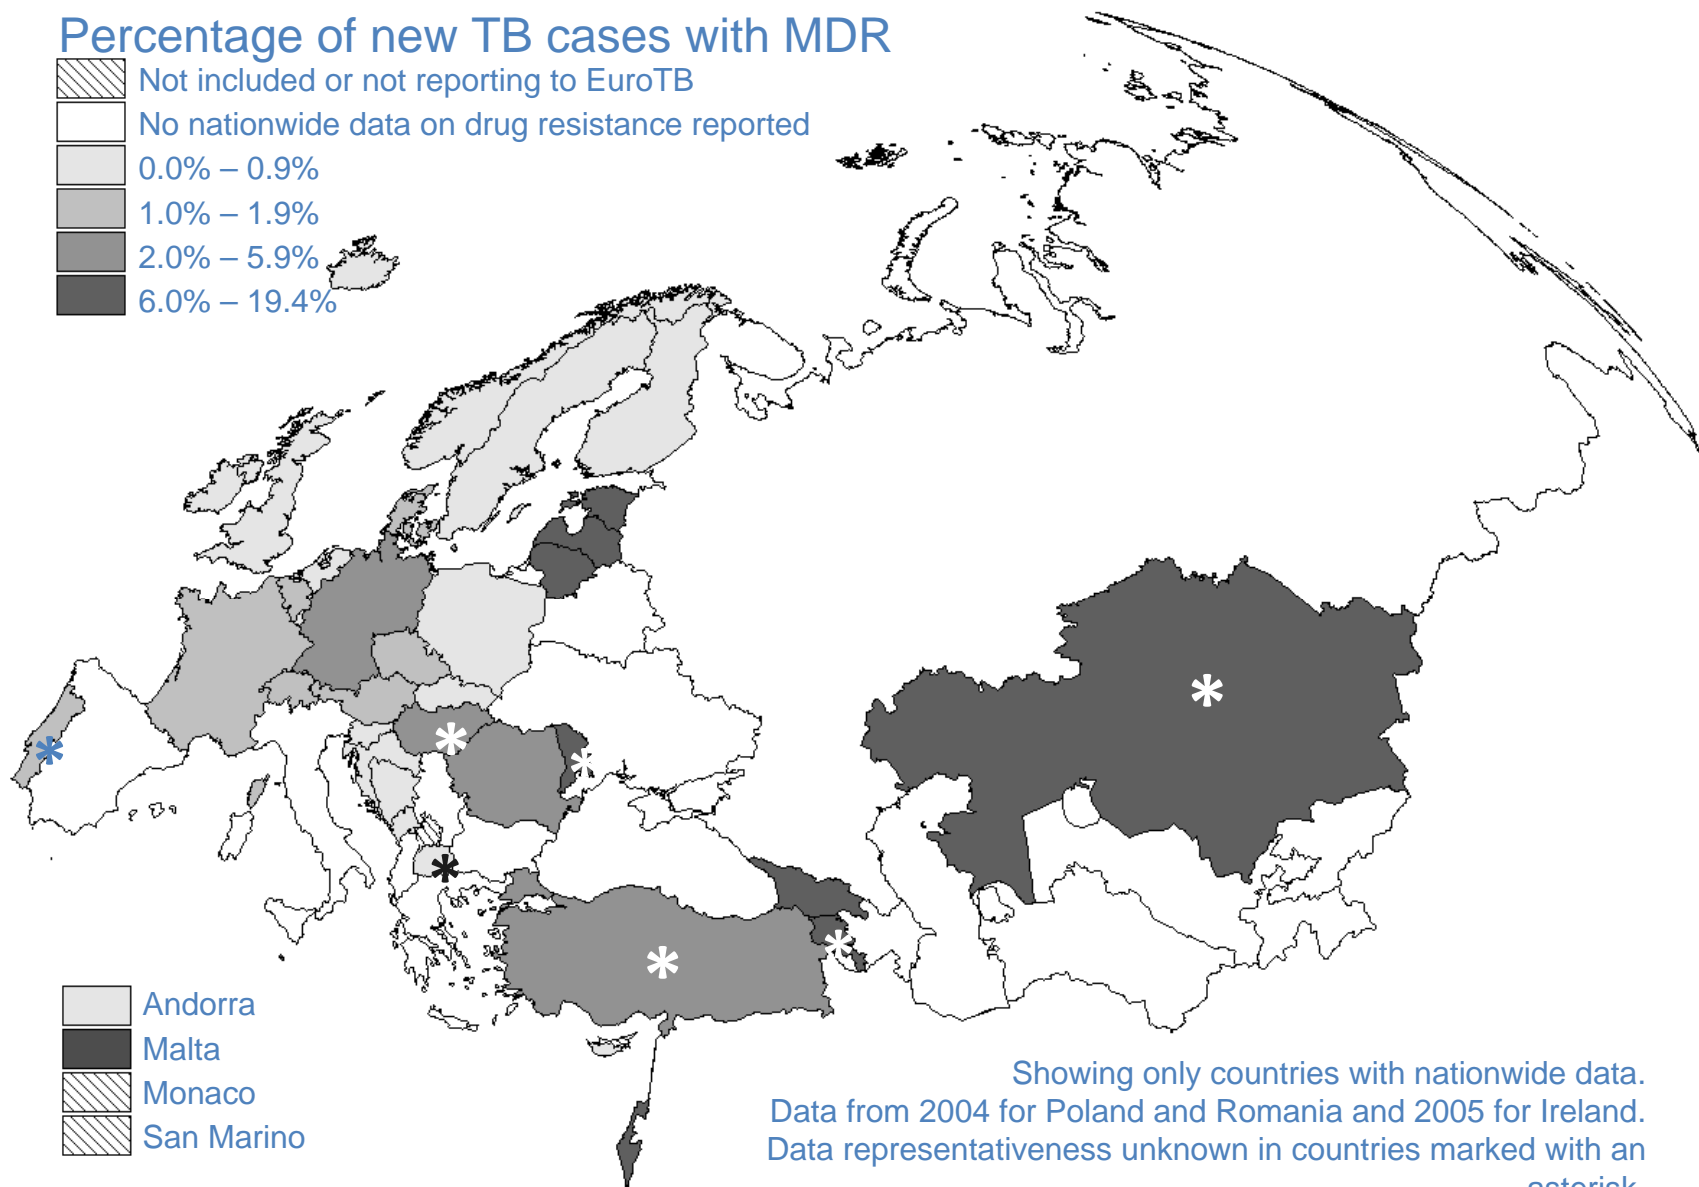 Percentage of new TB cases with MDR
Not included or not reporting to EuroTB
No nationwide data on drug resistance reported
0.0% – 0.9%
1.0% – 1.9%
2.0% – 5.9%
6.0% – 19.4%
*
*
*
*
*
*
*
Andorra
Malta
Monaco
San Marino
Showing only countries with nationwide data.
Data from 2004 for Poland and Romania and 2005 for Ireland.
Data representativeness unknown in countries marked with an
asterisk.